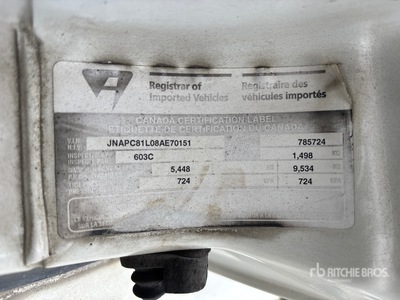 Registrar of Registraire des
Imported Vehicles véhicules importés
CANADA CERTIFICATION LABEL
ÉTIQUETTE DE CERTIFICATION DU CANADA
V.I.N. JNAPC81L08AE70151 785724
603C 1,498
5,448 9,534
724 724
rb RITCHIE BROS.